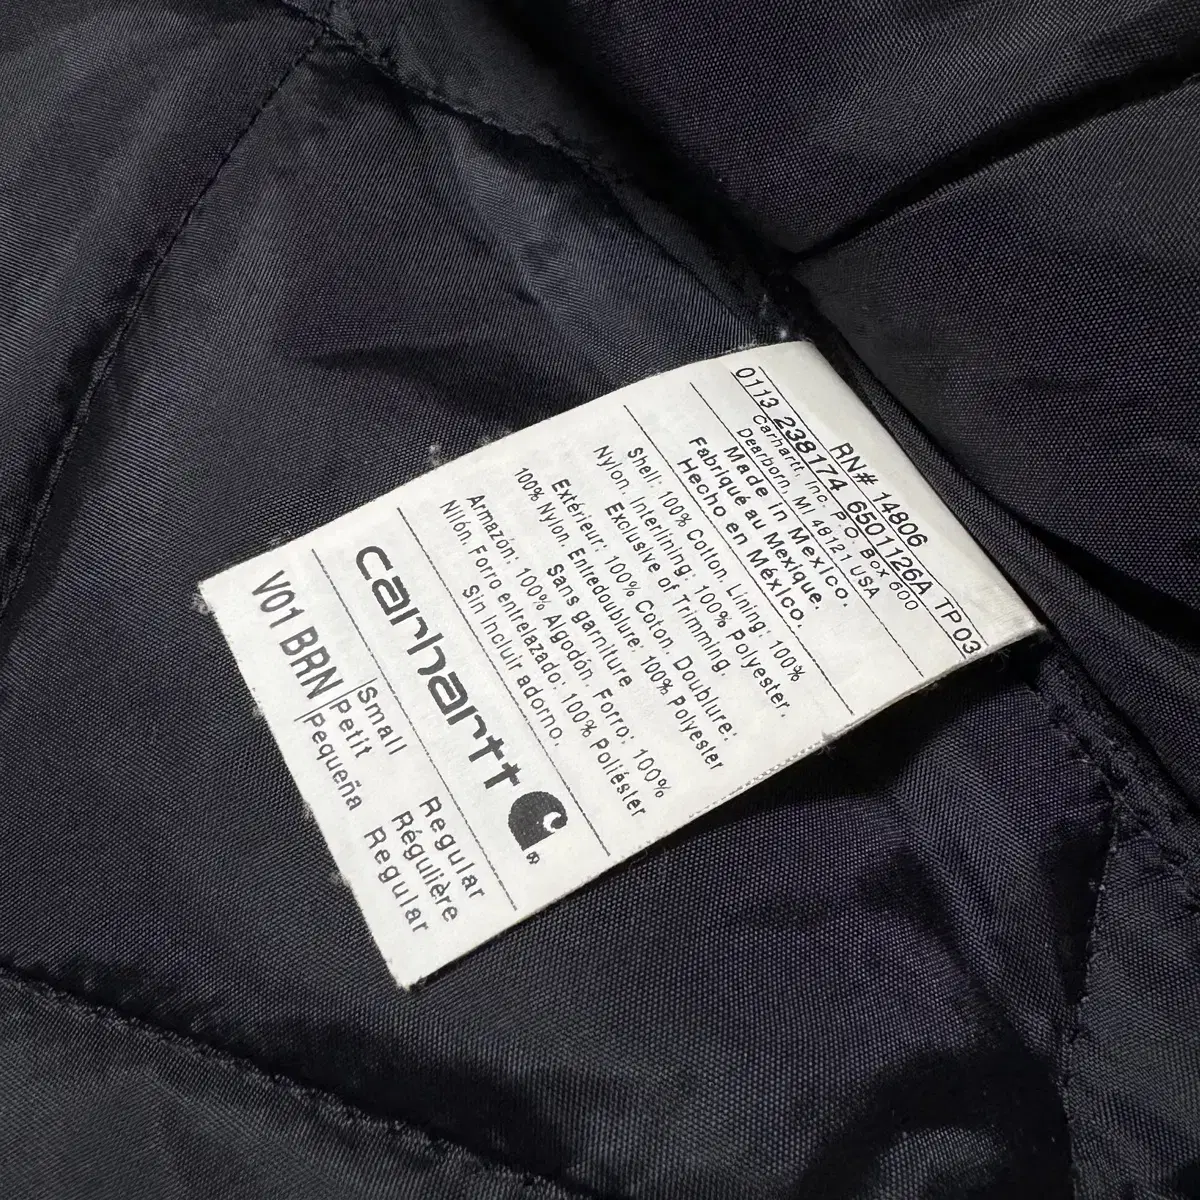 RN# 14806
0113 238174 6501126A TP03
Carhartt, Inc. P.O. Box 600
Dearborn, MI 48121 USA
Made in Mexico.
Fabriqué au Mexique.
Hecho en México.
Shell: 100% Cotton, Lining: 100%
Nylon, Interlining: 100% Polyester.
Exclusive of Trimming.
Extérieur: 100% Coton, Doublure:
100% Nylon, Entredoublure: 100% Polyester
Sans garniture
Armazón: 100% Algodón, Forro: 100%
Nilón, Forro entrelazado: 100% Poliéster
Sin Incluir adorno.
carhartt
®
V01 BRN
Small Regular
Petit Régulière
Pequeña Regular